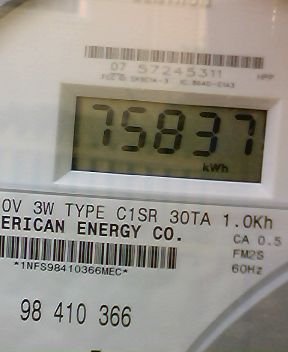 07 57245311
HPP
75837
kWh
0V 3W TYPE C1SR 30TA 1.0Kh
ERICAN ENERGY CO.
CA 0.5
FM2S
60Hz
*1NFS98410366MEC*
98 410 366